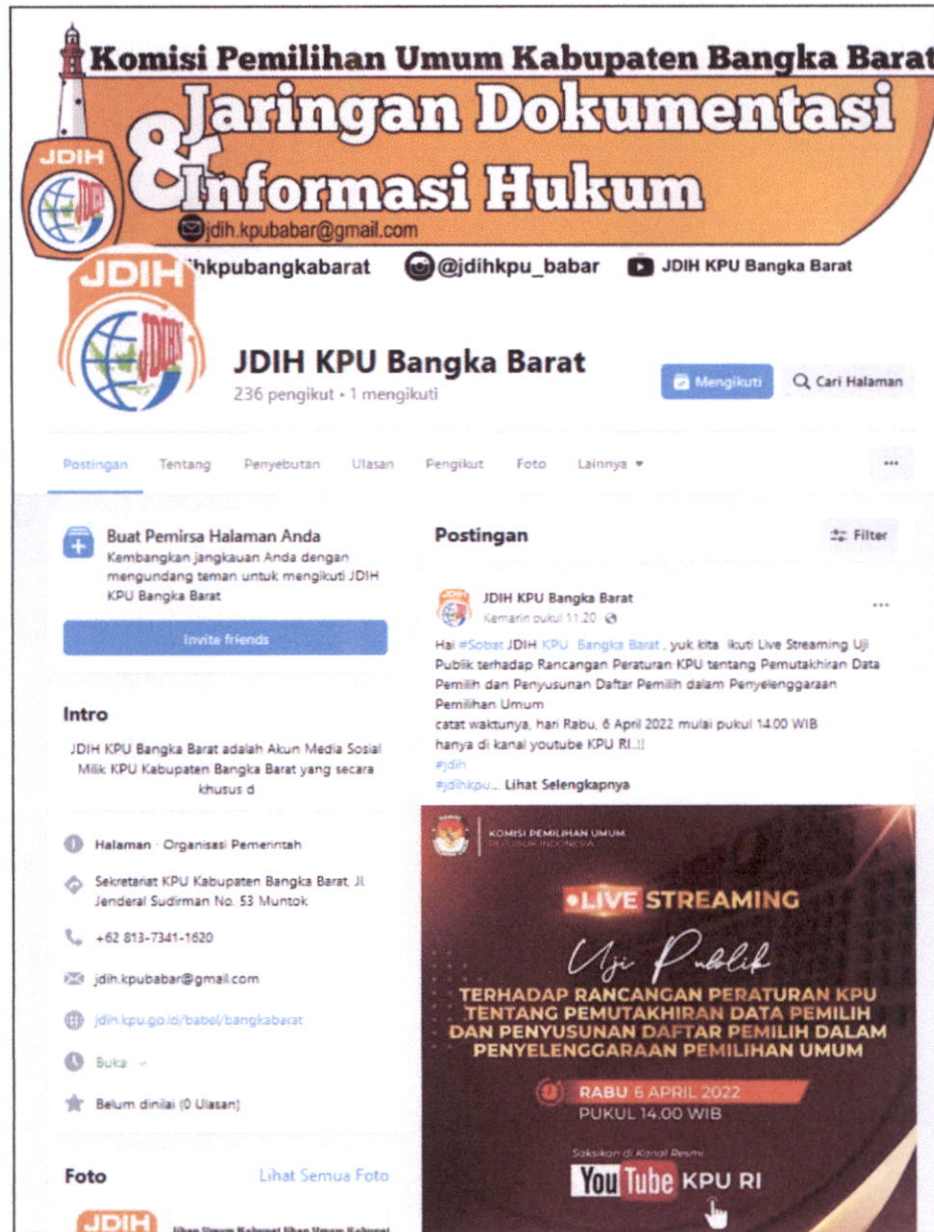 Komisi Pemilihan Umum Kabupaten Bangka Barat
Jaringan Dokumentasi
& Informasi Hukum
JDIH
JDIHN
jdih.kpubabar@gmail.com
hkpubangkabarat @jdihkpu_babar JDIH KPU Bangka Barat
JDIH
JDIHN
JDIH KPU Bangka Barat
236 pengikut • 1 mengikuti
Mengikuti
Cari Halaman
Postingan Tentang Penyebutan Ulasan Pengikut Foto Lainnya
Buat Pemirsa Halaman Anda
Kembangkan jangkauan Anda dengan
mengundang teman untuk mengikuti JDIH
KPU Bangka Barat
Invite friends
Intro
JDIH KPU Bangka Barat adalah Akun Media Sosial
Milik KPU Kabupaten Bangka Barat yang secara
khusus d
Halaman · Organisasi Pemerintah
Sekretariat KPU Kabupaten Bangka Barat, Jl.
Jenderal Sudirman No. 53 Muntok
+62 813-7341-1620
jdih.kpubabar@gmail.com
jdih.kpu.go.id/babel/bangkabarat
Buka
Belum dinilai (0 Ulasan)
Foto
Lihat Semua Foto
JDIH
Postingan
Filter
JDIH KPU Bangka Barat
Kemarin pukul 11.20
Hai #Sobat JDIH KPU Bangka Barat , yuk kita ikuti Live Streaming Uji
Publik terhadap Rancangan Peraturan KPU tentang Pemutakhiran Data
Pemilih dan Penyusunan Daftar Pemilih dalam Penyelenggaraan
Pemilihan Umum
catat waktunya, hari Rabu, 6 April 2022 mulai pukul 14.00 WIB
hanya di kanal youtube KPU RI..!!
#jdih
#jdihkpu... Lihat Selengkapnya
KOMISI PEMILIHAN UMUM
REPUBLIK INDONESIA
LIVE STREAMING
Uji Publik
TERHADAP RANCANGAN PERATURAN KPU
TENTANG PEMUTAKHIRAN DATA PEMILIH
DAN PENYUSUNAN DAFTAR PEMILIH DALAM
PENYELENGGARAAN PEMILIHAN UMUM
RABU 6 APRIL 2022
PUKUL 14.00 WIB
Saksikan di Kanal Resmi
YouTube KPU RI